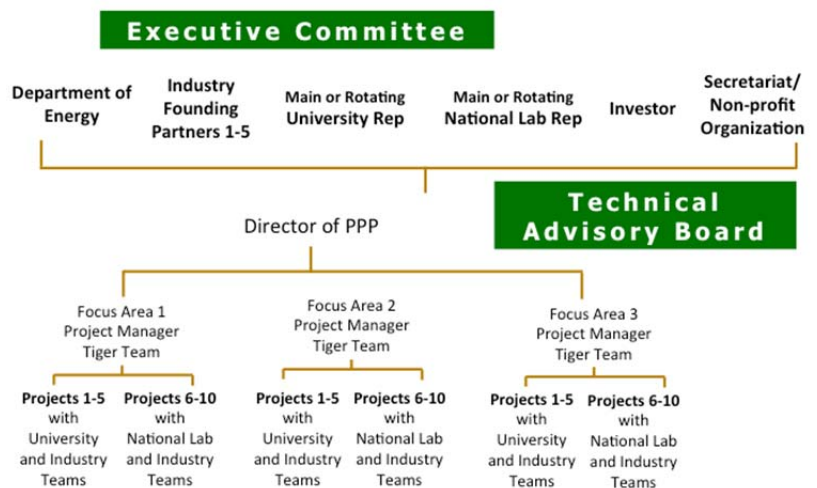 Executive Committee
Department of
Energy
Industry
Founding
Partners 1-5
Main or Rotating
University Rep
Main or Rotating
National Lab Rep
Investor
Secretariat/
Non-profit
Organization
Technical
Advisory Board
Director of PPP
Focus Area 1
Project Manager
Tiger Team
Focus Area 2
Project Manager
Tiger Team
Focus Area 3
Project Manager
Tiger Team
Projects 1-5
with
University
and Industry
Teams
Projects 6-10
with
National Lab
and Industry
Teams
Projects 1-5
with
University
and Industry
Teams
Projects 6-10
with
National Lab
and Industry
Teams
Projects 1-5
with
University
and Industry
Teams
Projects 6-10
with
National Lab
and Industry
Teams